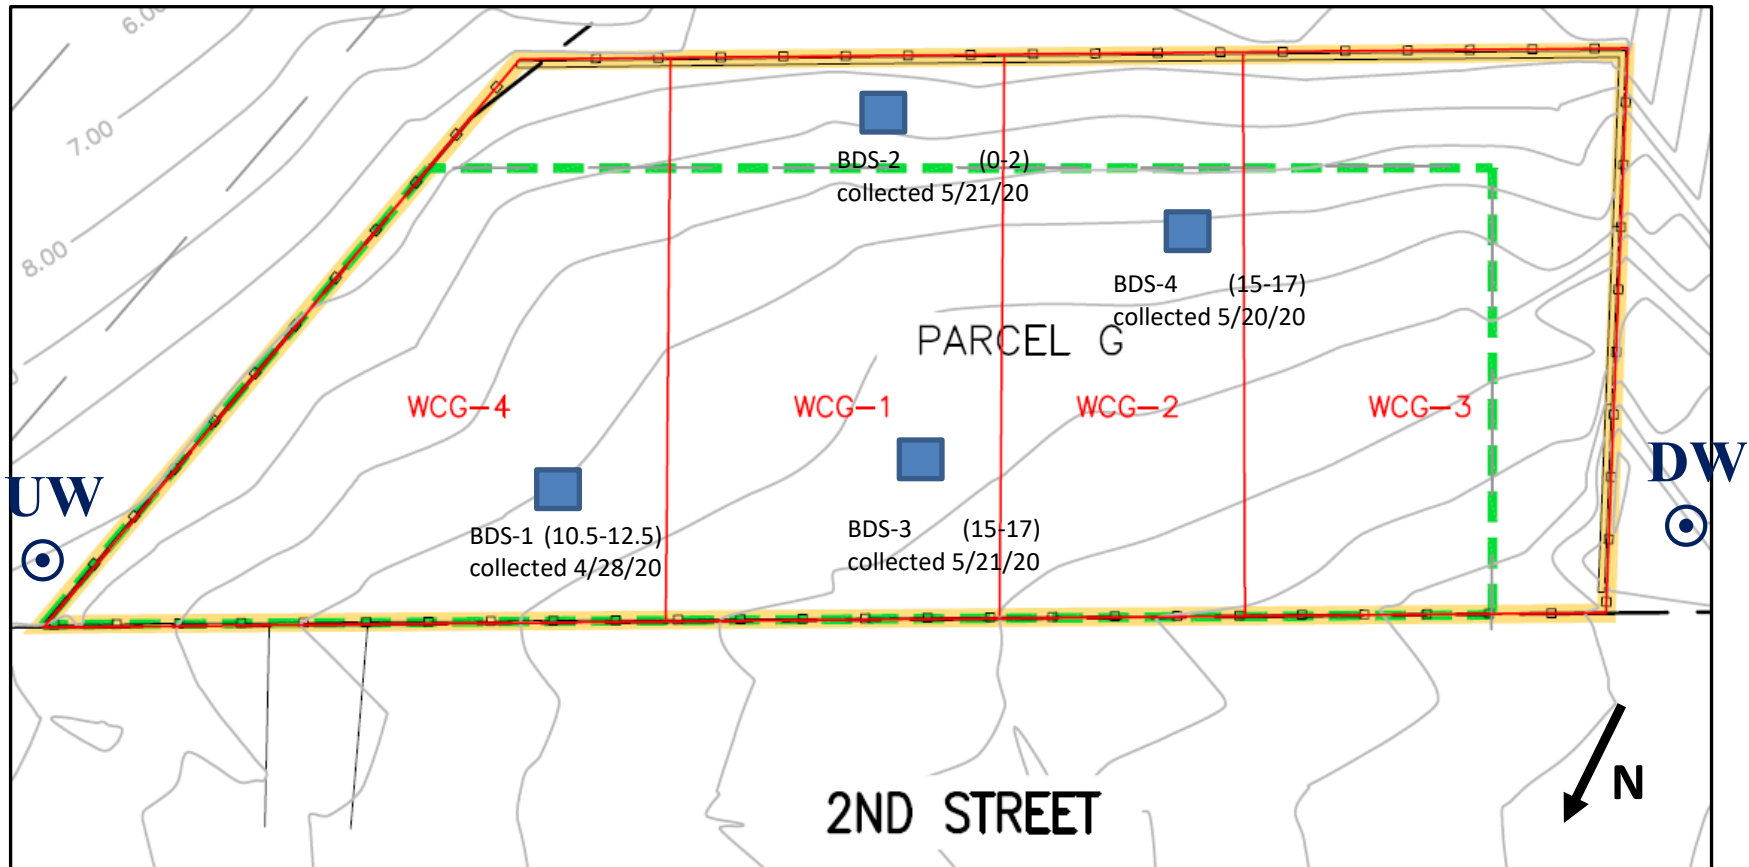 6.00
7.00
8.00
BDS-2 (0-2)
collected 5/21/20
BDS-4 (15-17)
collected 5/20/20
PARCEL G
WCG-4
WCG-1
WCG-2
WCG-3
UW
DW
BDS-1 (10.5-12.5)
collected 4/28/20
BDS-3 (15-17)
collected 5/21/20
N
2ND STREET